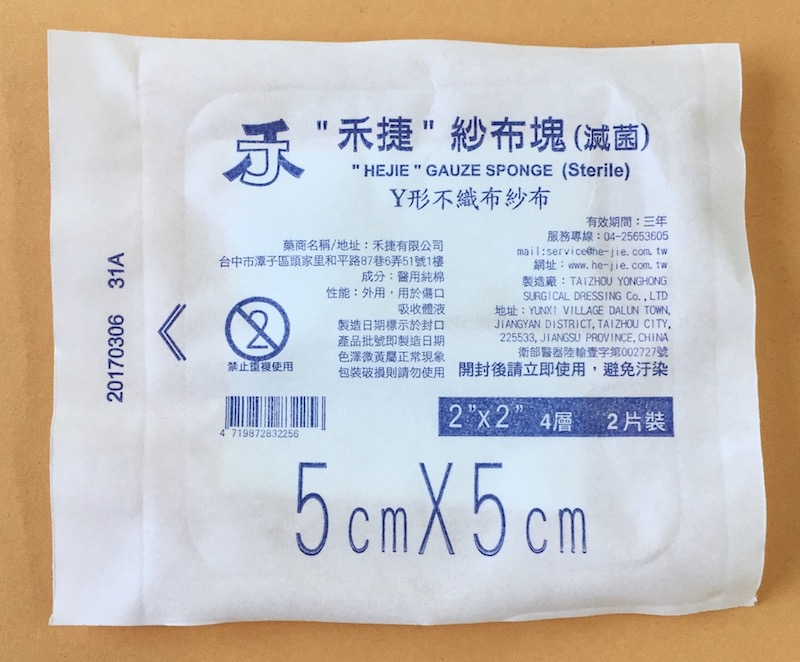 "禾捷"紗布塊(滅菌)
"HEJIE" GAUZE SPONGE (Sterile)
Y形不織布紗布
藥商名稱/地址：禾捷有限公司
台中市潭子區頭家里和平路87巷6弄51號1樓
成分：醫用純棉
性能：外用，用於傷口
吸收體液
製造日期標示於封口
產品批號即製造日期
色澤微黃屬正常現象
包裝破損則請勿使用
有效期間：三年
服務專線：04-25653605
mail:service@he-jie.com.tw
網址：www.he-jie.com.tw
製造廠：TAIZHOU YONGHONG
SURGICAL DRESSING Co., LTD
地址：YUNXI VILLAGE DALUN TOWN,
JIANGYAN DISTRICT, TAIZHOU CITY,
225533, JIANGSU PROVINCE, CHINA
衛部醫器陸輸壹字第002727號
開封後請立即使用，避免汙染
2
禁止重複使用
4 719872832256
2"X2" 4層 2片裝
5cmX5cm
20170306 31A